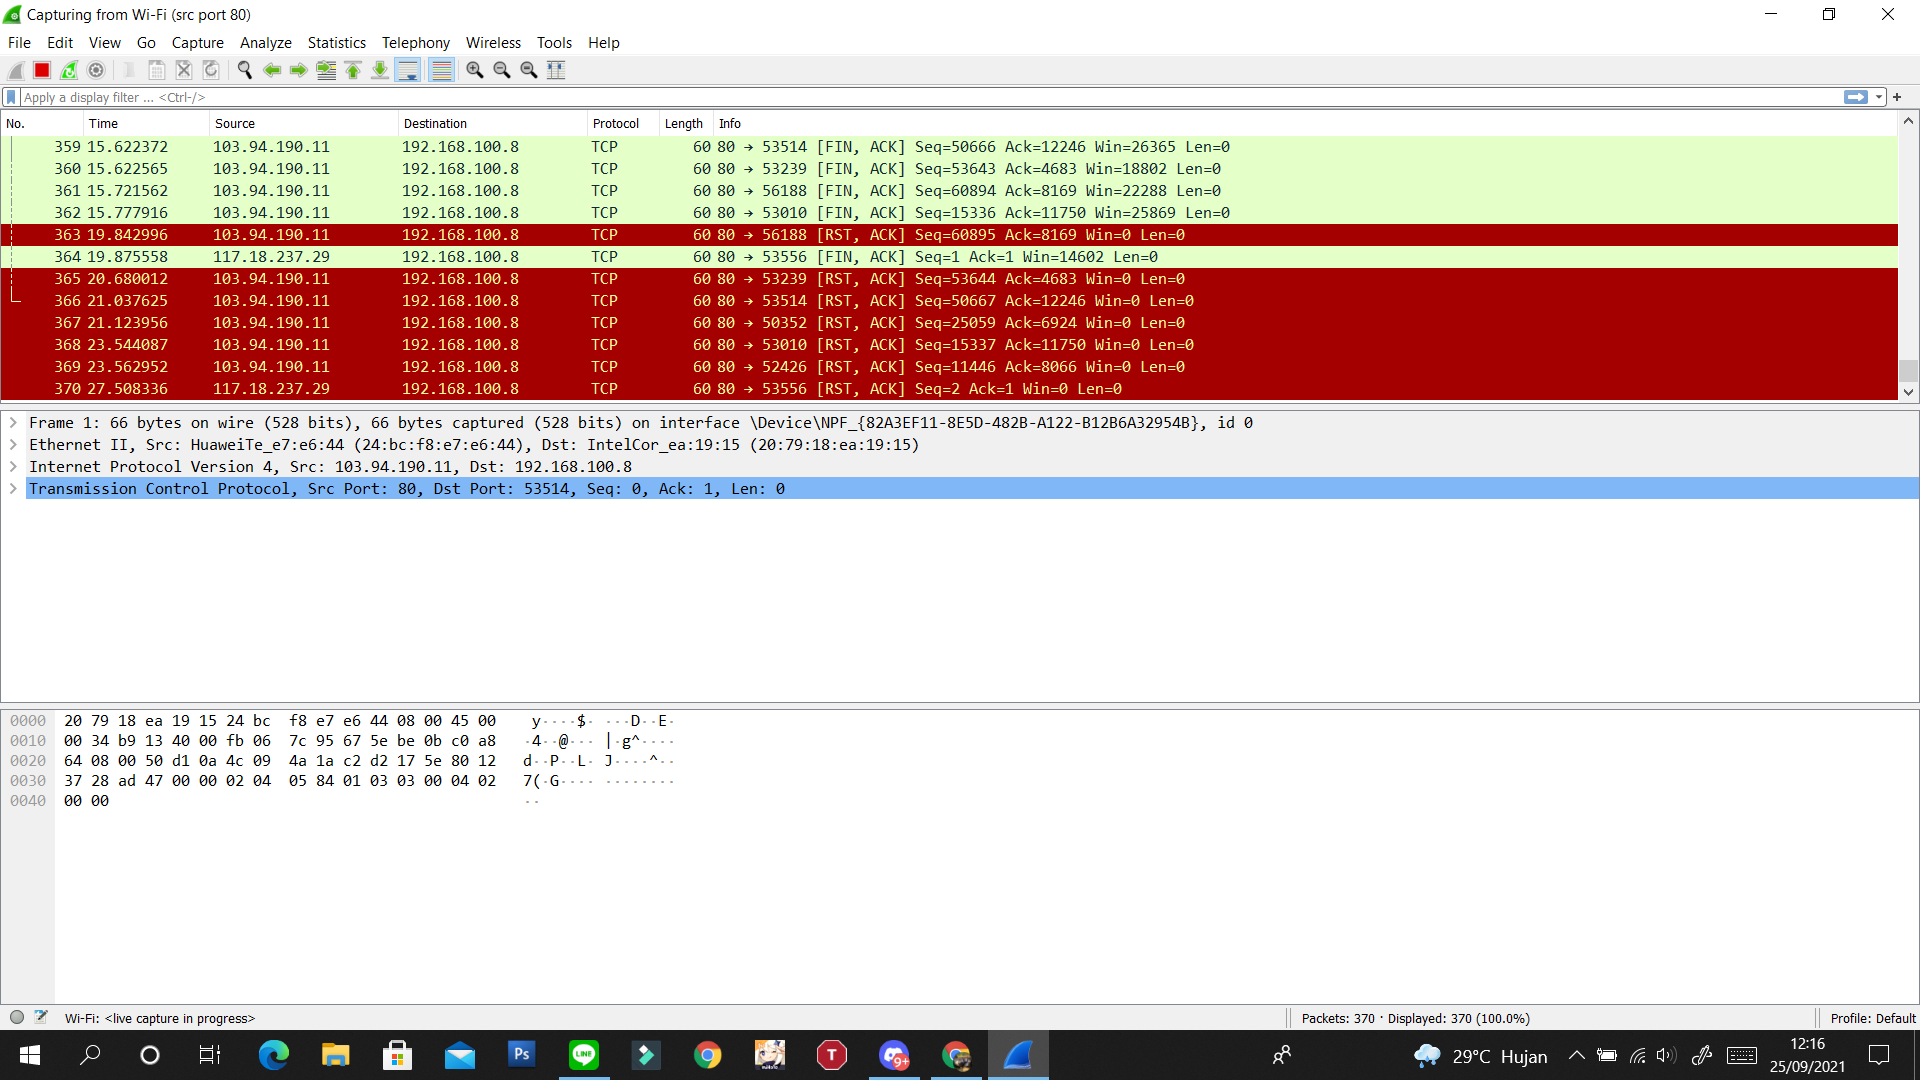 Capturing from Wi-Fi (src port 80)
File Edit View Go Capture Analyze Statistics Telephony Wireless Tools Help
Apply a display filter ... <Ctrl-/>
No. Time Source Destination Protocol Length Info
359 15.622372 103.94.190.11 192.168.100.8 TCP 60 80 → 53514 [FIN, ACK] Seq=50666 Ack=12246 Win=26365 Len=0
360 15.622565 103.94.190.11 192.168.100.8 TCP 60 80 → 53239 [FIN, ACK] Seq=53643 Ack=4683 Win=18802 Len=0
361 15.721562 103.94.190.11 192.168.100.8 TCP 60 80 → 56188 [FIN, ACK] Seq=60894 Ack=8169 Win=22288 Len=0
362 15.777916 103.94.190.11 192.168.100.8 TCP 60 80 → 53010 [FIN, ACK] Seq=15336 Ack=11750 Win=25869 Len=0
363 19.842996 103.94.190.11 192.168.100.8 TCP 60 80 → 56188 [RST, ACK] Seq=60895 Ack=8169 Win=0 Len=0
364 19.875558 117.18.237.29 192.168.100.8 TCP 60 80 → 53556 [FIN, ACK] Seq=1 Ack=1 Win=14602 Len=0
365 20.680012 103.94.190.11 192.168.100.8 TCP 60 80 → 53239 [RST, ACK] Seq=53644 Ack=4683 Win=0 Len=0
366 21.037625 103.94.190.11 192.168.100.8 TCP 60 80 → 53514 [RST, ACK] Seq=50667 Ack=12246 Win=0 Len=0
367 21.123956 103.94.190.11 192.168.100.8 TCP 60 80 → 50352 [RST, ACK] Seq=25059 Ack=6924 Win=0 Len=0
368 23.544087 103.94.190.11 192.168.100.8 TCP 60 80 → 53010 [RST, ACK] Seq=15337 Ack=11750 Win=0 Len=0
369 23.562952 103.94.190.11 192.168.100.8 TCP 60 80 → 52426 [RST, ACK] Seq=11446 Ack=8066 Win=0 Len=0
370 27.508336 117.18.237.29 192.168.100.8 TCP 60 80 → 53556 [RST, ACK] Seq=2 Ack=1 Win=0 Len=0
Frame 1: 66 bytes on wire (528 bits), 66 bytes captured (528 bits) on interface \Device\NPF_{82A3EF11-8E5D-482B-A122-B12B6A32954B}, id 0
Ethernet II, Src: HuaweiTe_e7:e6:44 (24:bc:f8:e7:e6:44), Dst: IntelCor_ea:19:15 (20:79:18:ea:19:15)
Internet Protocol Version 4, Src: 103.94.190.11, Dst: 192.168.100.8
Transmission Control Protocol, Src Port: 80, Dst Port: 53514, Seq: 0, Ack: 1, Len: 0
0000 20 79 18 ea 19 15 24 bc f8 e7 e6 44 08 00 45 00  y····$· ···D··E·
0010 00 34 b9 13 40 00 fb 06 7c 95 67 5e be 0b c0 a8 ·4··@··· |·g^····
0020 64 08 00 50 d1 0a 4c 09 4a 1a c2 d2 17 5e 80 12 d··P··L· J····^··
0030 37 28 ad 47 00 00 02 04 05 84 01 03 03 00 04 02 7(·G···· ········
0040 00 00 ··
Wi-Fi: <live capture in progress> Packets: 370 · Displayed: 370 (100.0%) Profile: Default
Ps LINE T 9+ 29°C Hujan 12:16
25/09/2021